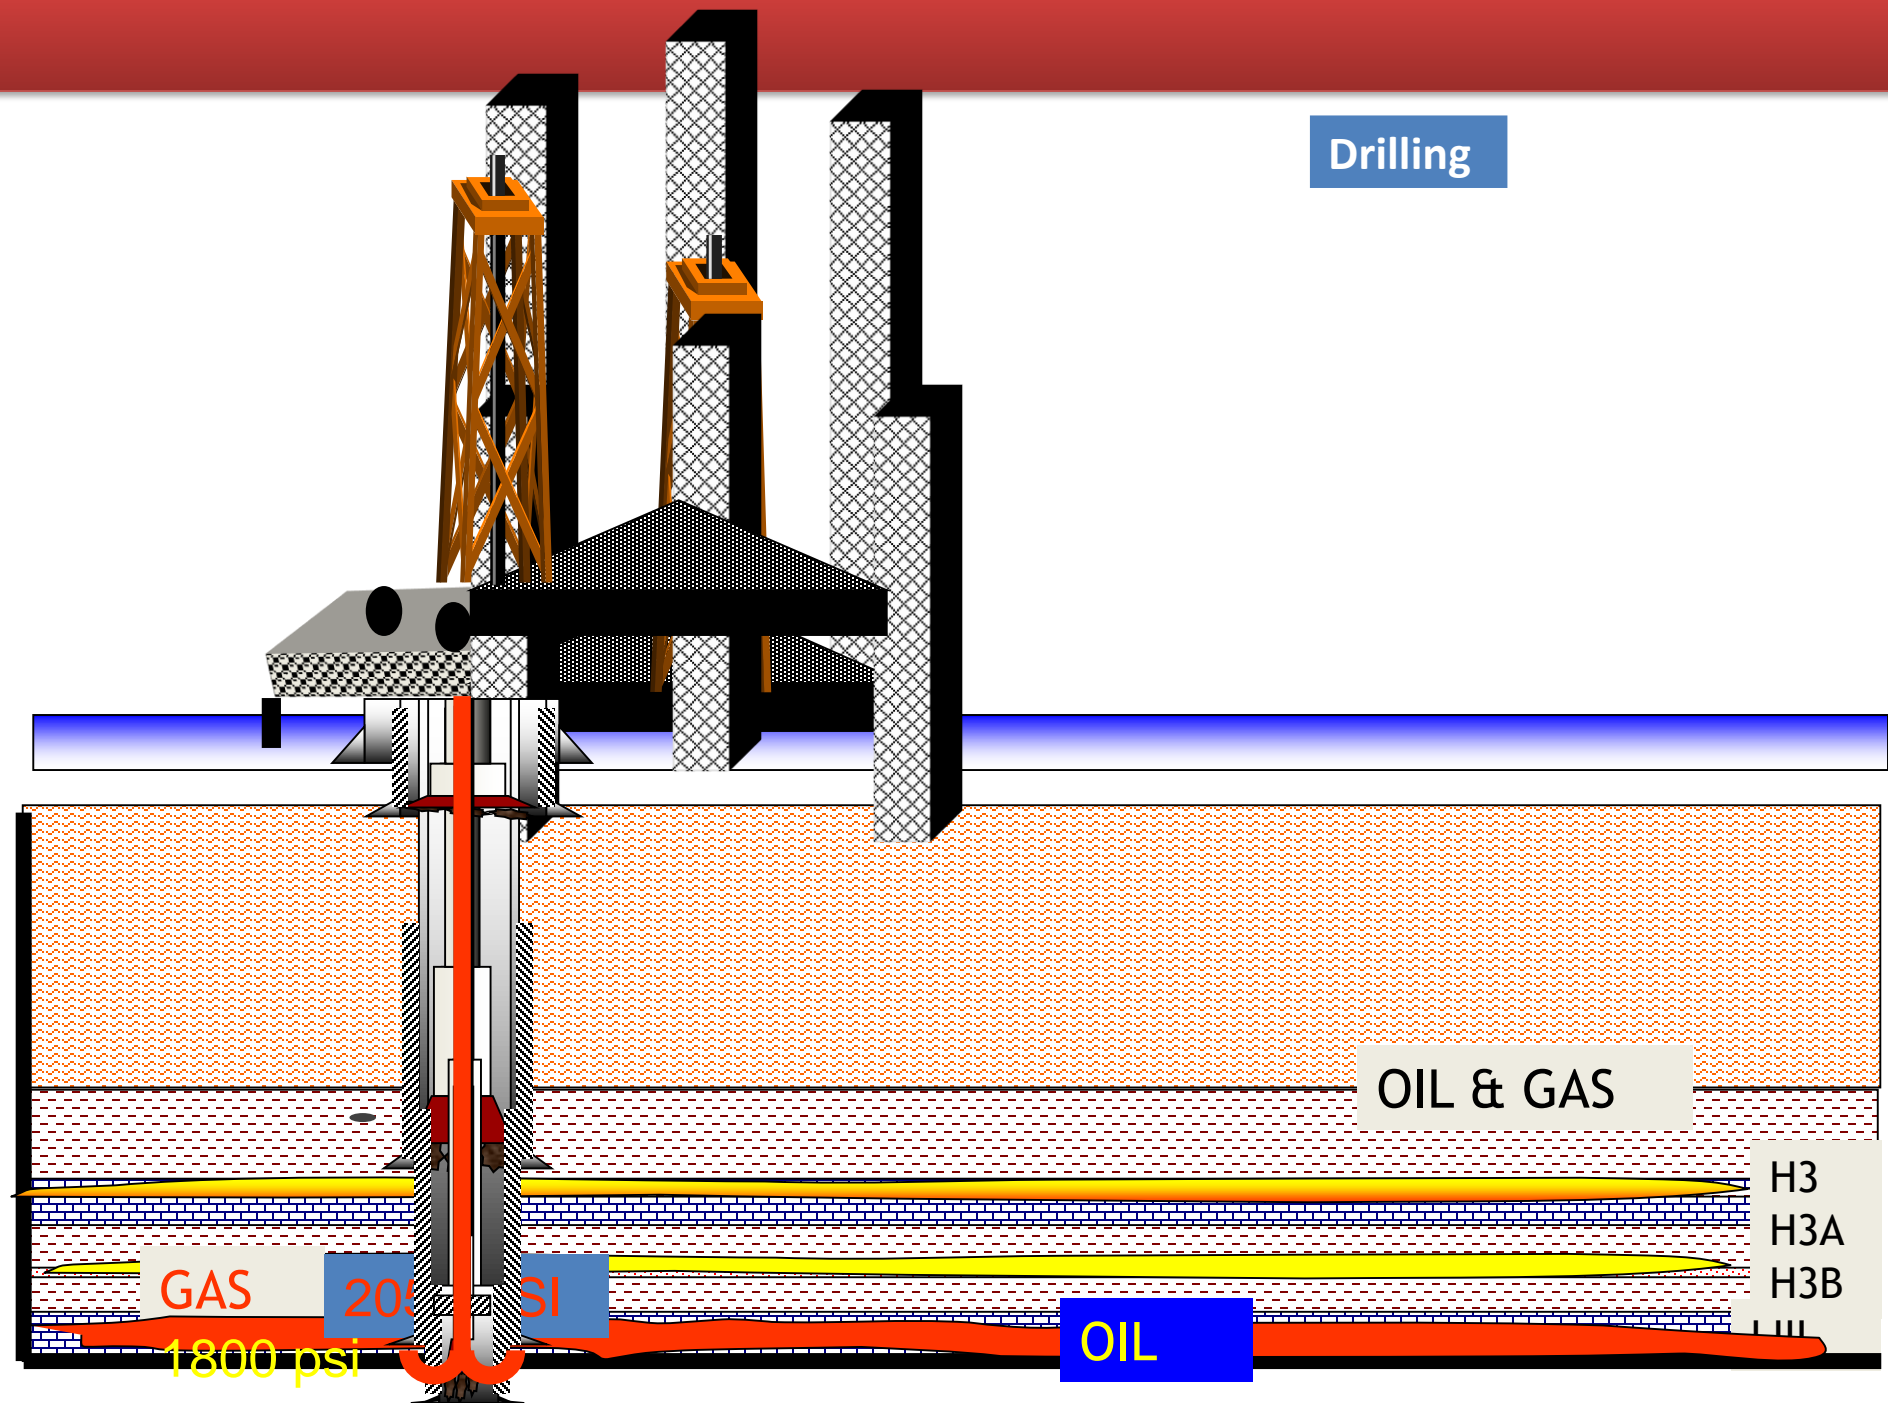 Drilling
OIL & GAS
H3
H3A
H3B
GAS
OIL
1800 psi